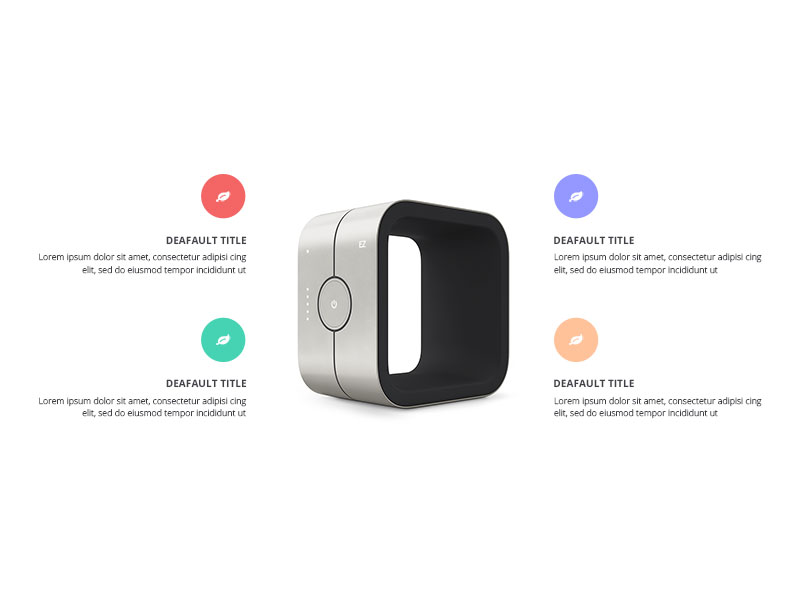 DEAFAULT TITLE
Lorem ipsum dolor sit amet, consectetur adipisi cing
elit, sed do eiusmod tempor incididunt ut
DEAFAULT TITLE
Lorem ipsum dolor sit amet, consectetur adipisi cing
elit, sed do eiusmod tempor incididunt ut
EZ
DEAFAULT TITLE
Lorem ipsum dolor sit amet, consectetur adipisi cing
elit, sed do eiusmod tempor incididunt ut
DEAFAULT TITLE
Lorem ipsum dolor sit amet, consectetur adipisi cing
elit, sed do eiusmod tempor incididunt ut